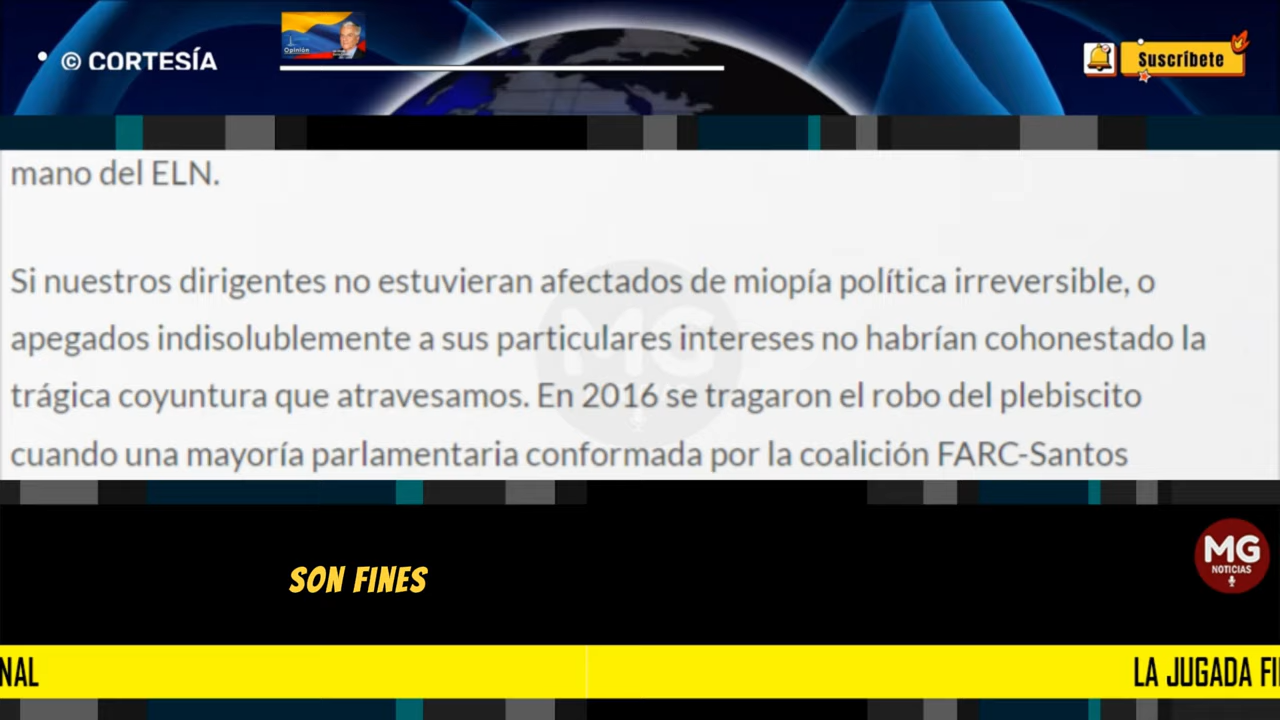 © CORTESÍA
Opinión
Suscríbete
mano del ELN.
Si nuestros dirigentes no estuvieran afectados de miopía política irreversible, o
apegados indisolublemente a sus particulares intereses no habrían cohonestado la
trágica coyuntura que atravesamos. En 2016 se tragaron el robo del plebiscito
cuando una mayoría parlamentaria conformada por la coalición FARC-Santos
MG
SON FINES
MG
NOTICIAS
NAL
LA JUGADA FI